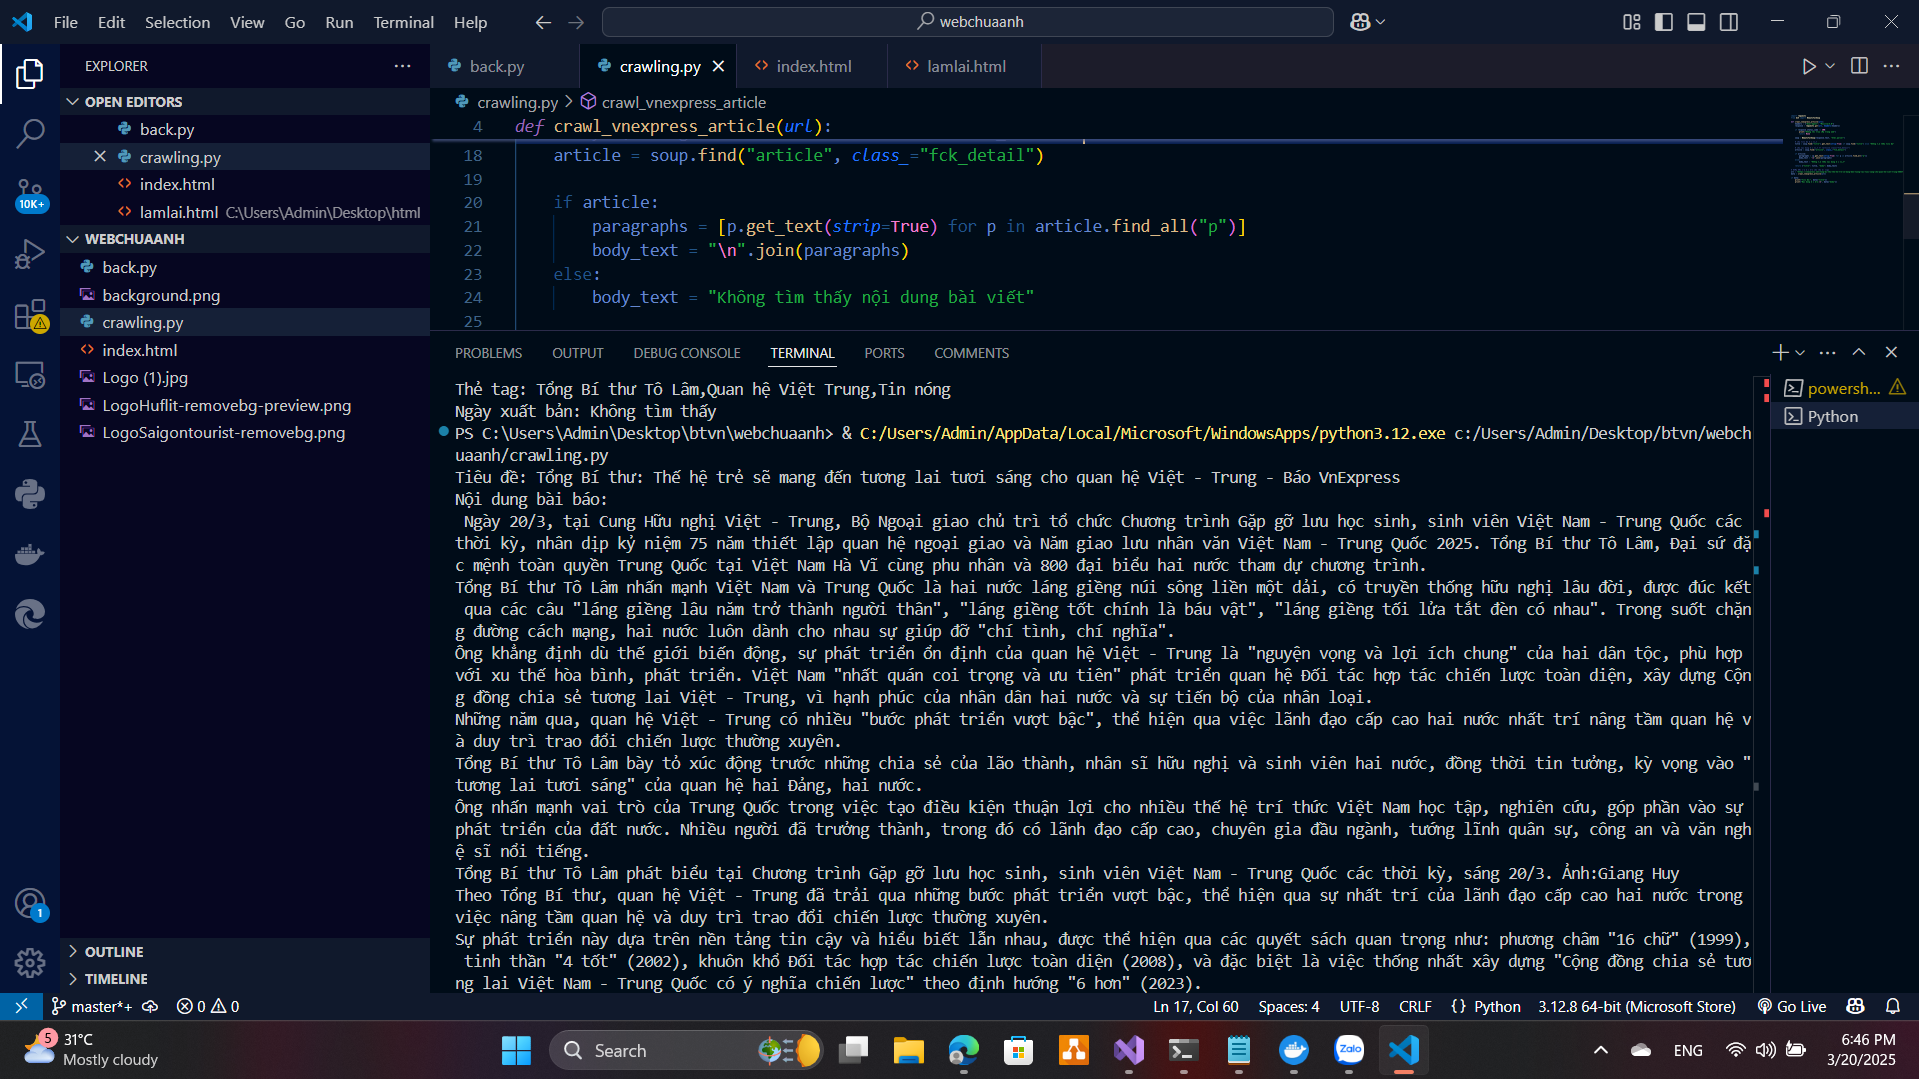 File Edit Selection View Go Run Terminal Help
webchuaanh
EXPLORER
OPEN EDITORS
back.py
crawling.py
index.html
lamlai.html C:\Users\Admin\Desktop\html
WEBCHUAANH
back.py
background.png
crawling.py
index.html
Logo (1).jpg
LogoHuflit-removebg-preview.png
LogoSaigontourist-removebg.png
OUTLINE
TIMELINE
10K+
1
back.py crawling.py index.html lamlai.html
crawling.py > crawl_vnexpress_article
4 def crawl_vnexpress_article(url):
18 article = soup.find("article", class_="fck_detail")
19
20 if article:
21 paragraphs = [p.get_text(strip=True) for p in article.find_all("p")]
22 body_text = "\n".join(paragraphs)
23 else:
24 body_text = "Không tìm thấy nội dung bài viết"
25
PROBLEMS OUTPUT DEBUG CONSOLE TERMINAL PORTS COMMENTS
powersh...
Python
Thẻ tag: Tổng Bí thư Tô Lâm,Quan hệ Việt Trung,Tin nóng
Ngày xuất bản: Không tìm thấy
PS C:\Users\Admin\Desktop\btvn\webchuaanh> & C:/Users/Admin/AppData/Local/Microsoft/WindowsApps/python3.12.exe c:/Users/Admin/Desktop/btvn/webch
uaanh/crawling.py
Tiêu đề: Tổng Bí thư: Thế hệ trẻ sẽ mang đến tương lai tươi sáng cho quan hệ Việt - Trung - Báo VnExpress
Nội dung bài báo:
Ngày 20/3, tại Cung Hữu nghị Việt - Trung, Bộ Ngoại giao chủ trì tổ chức Chương trình Gặp gỡ lưu học sinh, sinh viên Việt Nam - Trung Quốc các
thời kỳ, nhân dịp kỷ niệm 75 năm thiết lập quan hệ ngoại giao và Năm giao lưu nhân văn Việt Nam - Trung Quốc 2025. Tổng Bí thư Tô Lâm, Đại sứ đặ
c mệnh toàn quyền Trung Quốc tại Việt Nam Hà Vĩ cùng phu nhân và 800 đại biểu hai nước tham dự chương trình.
Tổng Bí thư Tô Lâm nhấn mạnh Việt Nam và Trung Quốc là hai nước láng giềng núi sông liền một dải, có truyền thống hữu nghị lâu đời, được đúc kết
qua các câu "láng giềng lâu năm trở thành người thân", "láng giềng tốt chính là báu vật", "láng giềng tối lửa tắt đèn có nhau". Trong suốt chặn
g đường cách mạng, hai nước luôn dành cho nhau sự giúp đỡ "chí tình, chí nghĩa".
Ông khẳng định dù thế giới biến động, sự phát triển ổn định của quan hệ Việt - Trung là "nguyện vọng và lợi ích chung" của hai dân tộc, phù hợp
với xu thế hòa bình, phát triển. Việt Nam "nhất quán coi trọng và ưu tiên" phát triển quan hệ Đối tác hợp tác chiến lược toàn diện, xây dựng Cộn
g đồng chia sẻ tương lai Việt - Trung, vì hạnh phúc của nhân dân hai nước và sự tiến bộ của nhân loại.
Những năm qua, quan hệ Việt - Trung có nhiều "bước phát triển vượt bậc", thể hiện qua việc lãnh đạo cấp cao hai nước nhất trí nâng tầm quan hệ v
à duy trì trao đổi chiến lược thường xuyên.
Tổng Bí thư Tô Lâm bày tỏ xúc động trước những chia sẻ của lão thành, nhân sĩ hữu nghị và sinh viên hai nước, đồng thời tin tưởng, kỳ vọng vào "
tương lai tươi sáng" của quan hệ hai Đảng, hai nước.
Ông nhấn mạnh vai trò của Trung Quốc trong việc tạo điều kiện thuận lợi cho nhiều thế hệ trí thức Việt Nam học tập, nghiên cứu, góp phần vào sự
phát triển của đất nước. Nhiều người đã trưởng thành, trong đó có lãnh đạo cấp cao, chuyên gia đầu ngành, tướng lĩnh quân sự, công an và văn ngh
ệ sĩ nổi tiếng.
Tổng Bí thư Tô Lâm phát biểu tại Chương trình Gặp gỡ lưu học sinh, sinh viên Việt Nam - Trung Quốc các thời kỳ, sáng 20/3. Ảnh:Giang Huy
Theo Tổng Bí thư, quan hệ Việt - Trung đã trải qua những bước phát triển vượt bậc, thể hiện qua sự nhất trí của lãnh đạo cấp cao hai nước trong
việc nâng tầm quan hệ và duy trì trao đổi chiến lược thường xuyên.
Sự phát triển này dựa trên nền tảng tin cậy và hiểu biết lẫn nhau, được thể hiện qua các quyết sách quan trọng như: phương châm "16 chữ" (1999),
tinh thần "4 tốt" (2002), khuôn khổ Đối tác hợp tác chiến lược toàn diện (2008), và đặc biệt là việc thống nhất xây dựng "Cộng đồng chia sẻ tươ
ng lai Việt Nam - Trung Quốc có ý nghĩa chiến lược" theo định hướng "6 hơn" (2023).
master*+ 0 0 Ln 17, Col 60 Spaces: 4 UTF-8 CRLF {} Python 3.12.8 64-bit (Microsoft Store) Go Live
5 31°C
Mostly cloudy
Search
Zalo
ENG
6:46 PM
3/20/2025